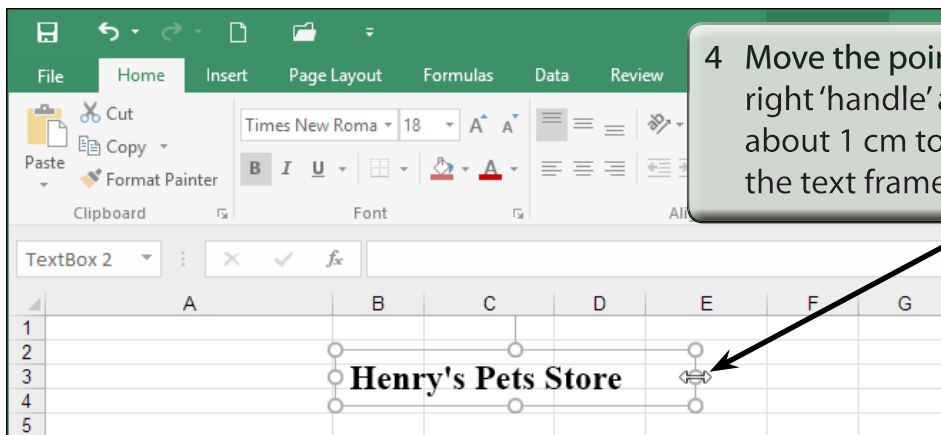 File Home Insert Page Layout Formulas Data Review
4 Move the poin
right ‘handle’ a
about 1 cm to
the text frame
Cut
Copy
Format Painter
Paste
Times New Roma 18 A A
B I U A
Clipboard Font Ali
TextBox 2 fx
A B C D E F G
1
2
3 Henry's Pets Store
4
5